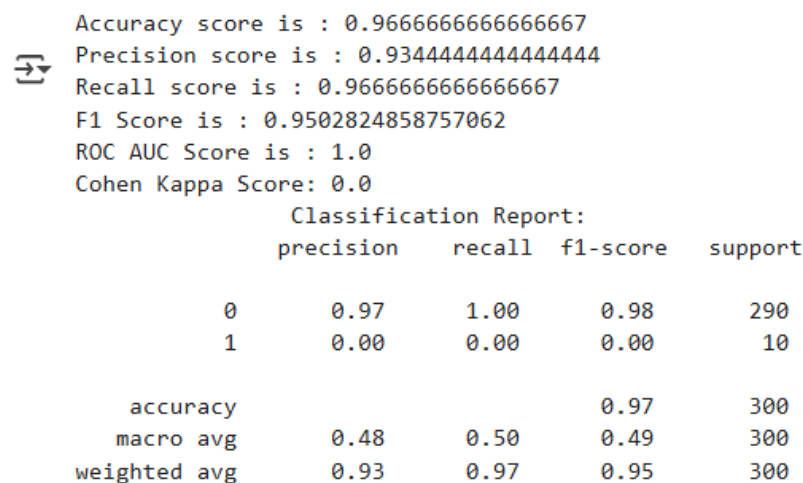 Accuracy score is : 0.9666666666666667
Precision score is : 0.9344444444444444
Recall score is : 0.9666666666666667
F1 Score is : 0.9502824858757062
ROC AUC Score is : 1.0
Cohen Kappa Score: 0.0
Classification Report:
precision recall f1-score support
0 0.97 1.00 0.98 290
1 0.00 0.00 0.00 10
accuracy 0.97 300
macro avg 0.48 0.50 0.49 300
weighted avg 0.93 0.97 0.95 300